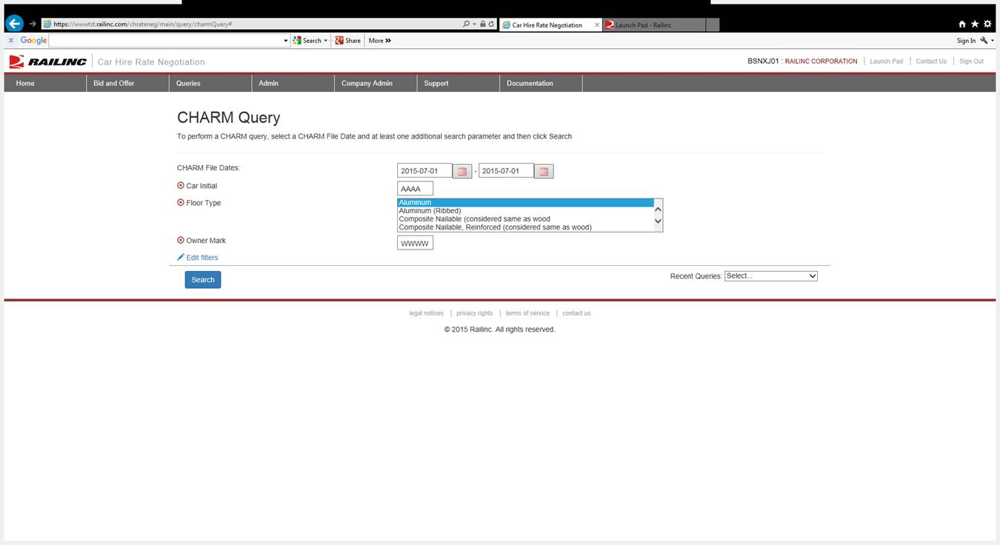 https://wwwtst.railinc.com/chrateneg/main/query/charmQuery#
Car Hire Rate Negotiation
Launch Pad - Railinc
x Google Search Share More »
Sign In
RAILINC Car Hire Rate Negotiation
BSNXJ01 : RAILINC CORPORATION Launch Pad Contact Us Sign Out
Home Bid and Offer Queries Admin Company Admin Support Documentation
CHARM Query
To perform a CHARM query, select a CHARM File Date and at least one additional search parameter and then click Search
CHARM File Dates: 2015-07-01 - 2015-07-01
Car Initial AAAA
Floor Type Aluminum
Aluminum (Ribbed)
Composite Nailable (considered same as wood
Composite Nailable, Reinforced (considered same as wood)
Owner Mark WWWW
Edit filters
Search Recent Queries: Select...
legal notices privacy rights terms of service contact us
© 2015 Railinc. All rights reserved.